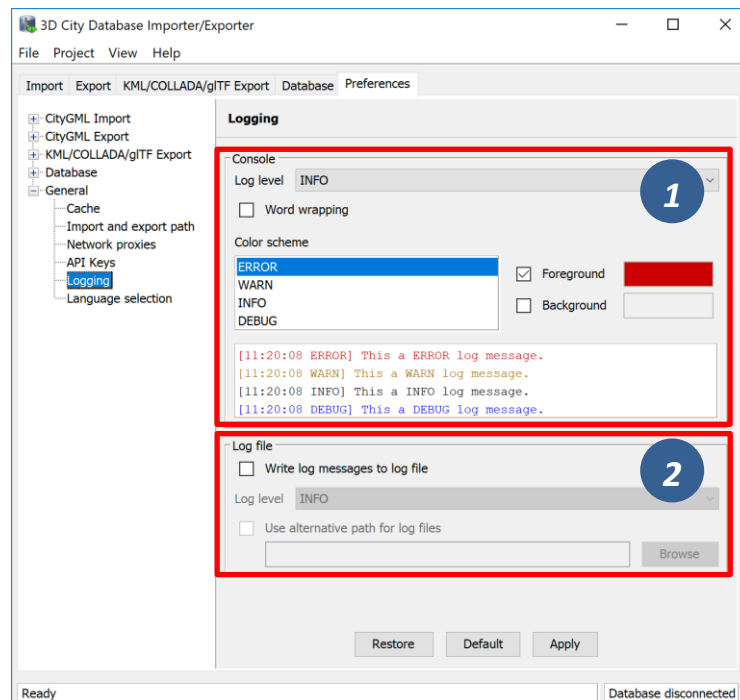 3D City Database Importer/Exporter
File Project View Help
Import Export KML/COLLADA/glTF Export Database Preferences
CityGML Import
CityGML Export
KML/COLLADA/glTF Export
Database
General
Cache
Import and export path
Network proxies
API Keys
Logging
Language selection
Logging
Console
Log level INFO
1
Word wrapping
Color scheme
ERROR
WARN
INFO
DEBUG
Foreground
Background
[11:20:08 ERROR] This a ERROR log message.
[11:20:08 WARN] This a WARN log message.
[11:20:08 INFO] This a INFO log message.
[11:20:08 DEBUG] This a DEBUG log message.
Log file
Write log messages to log file
2
Log level INFO
Use alternative path for log files
Browse
Restore Default Apply
Ready Database disconnected